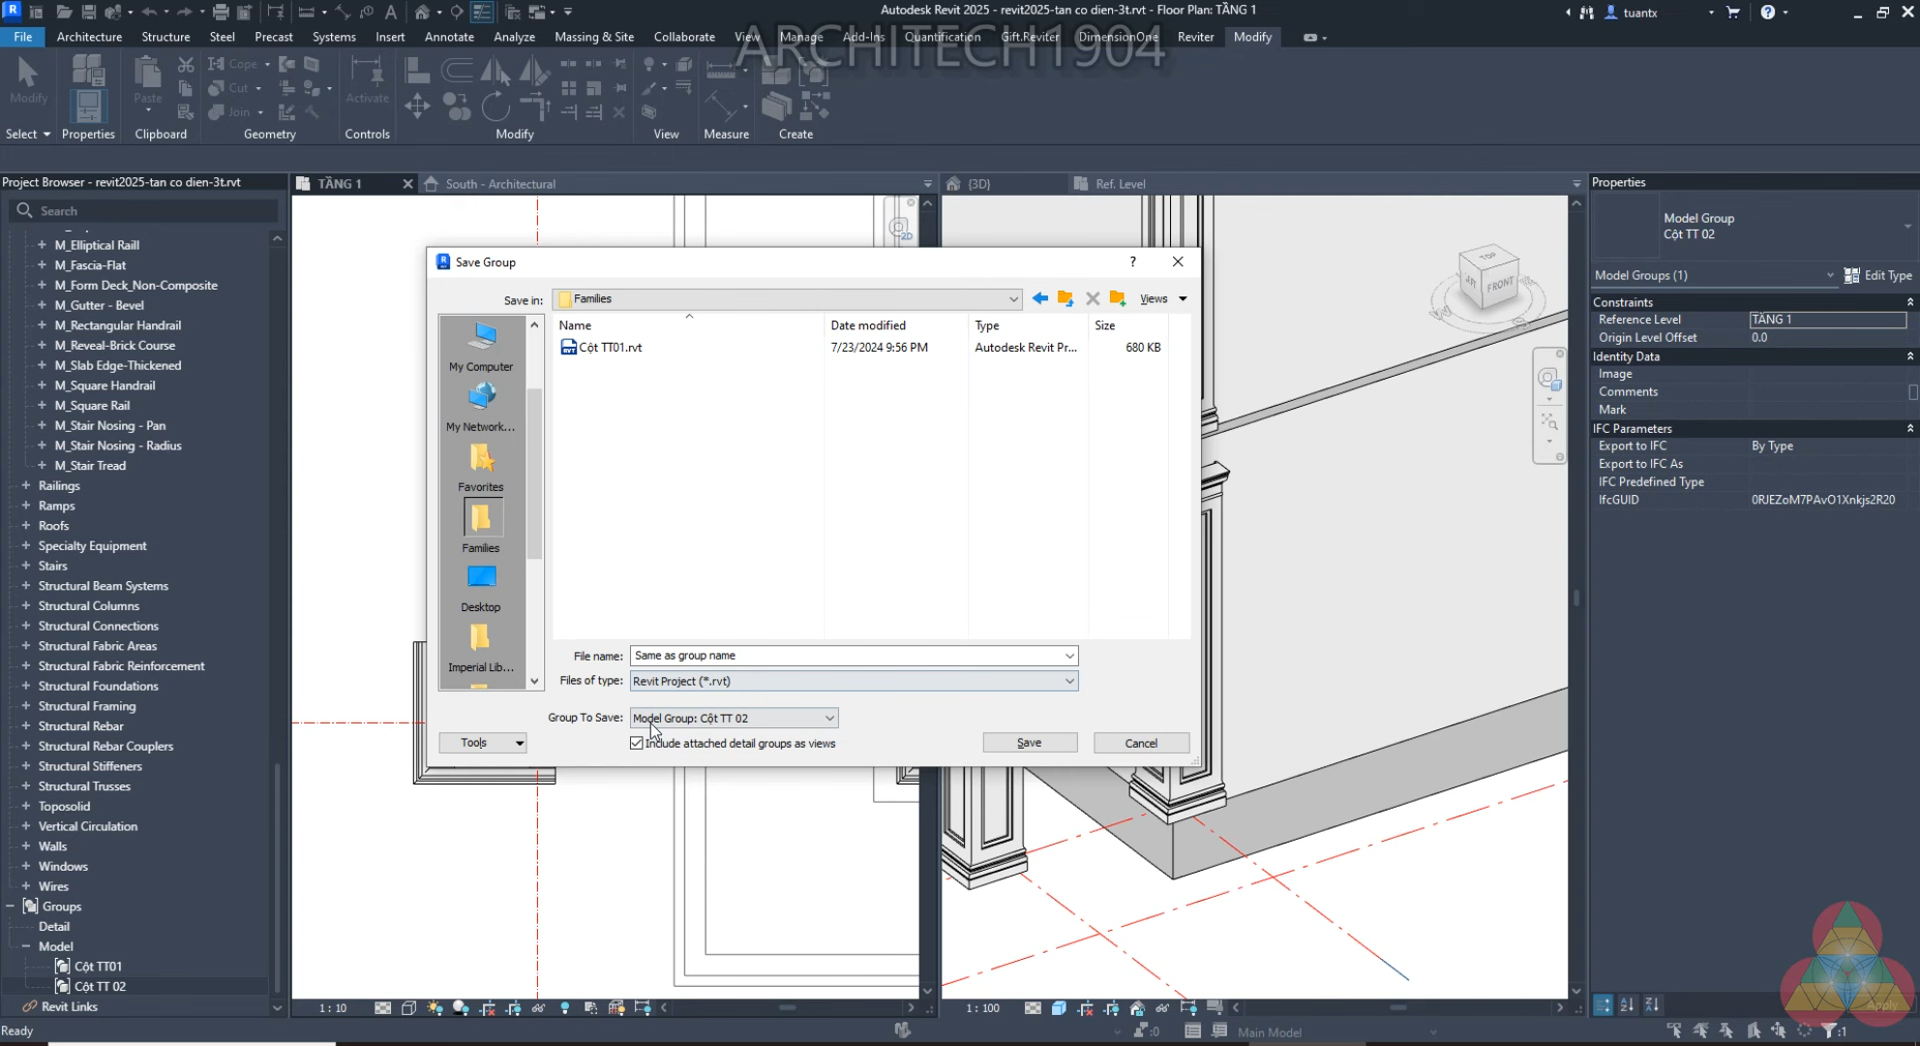 Autodesk Revit 2025 - revit2025-tan co dien-3t.rvt - Floor Plan: TẦNG 1
tuantx
File Architecture Structure Steel Precast Systems Insert Annotate Analyze Massing & Site Collaborate View Manage Add-Ins Quantification Gift.Reviter DimensionOne Reviter Modify
ARCHITECH1904
Modify
Paste
Cope
Cut
Join
Activate
Select Properties Clipboard Geometry Controls Modify View Measure Create
Project Browser - revit2025-tan co dien-3t.rvt
Search
M_Elliptical Raill
M_Fascia-Flat
M_Form Deck_Non-Composite
M_Gutter - Bevel
M_Rectangular Handrail
M_Reveal-Brick Course
M_Slab Edge-Thickened
M_Square Handrail
M_Square Rail
M_Stair Nosing - Pan
M_Stair Nosing - Radius
M_Stair Tread
Railings
Ramps
Roofs
Specialty Equipment
Stairs
Structural Beam Systems
Structural Columns
Structural Connections
Structural Fabric Areas
Structural Fabric Reinforcement
Structural Foundations
Structural Framing
Structural Rebar
Structural Rebar Couplers
Structural Stiffeners
Structural Trusses
Toposolid
Vertical Circulation
Walls
Windows
Wires
Groups
Detail
Model
Cột TT01
Cột TT 02
Revit Links
TẦNG 1
South - Architectural
{3D}
Ref. Level
2D
Save Group
?
Save in: Families
Views
Name Date modified Type Size
Cột TT01.rvt 7/23/2024 9:56 PM Autodesk Revit Pr... 680 KB
My Computer
My Network...
Favorites
Families
Desktop
Imperial Lib...
File name: Same as group name
Files of type: Revit Project (*.rvt)
Group To Save: Model Group: Cột TT 02
Include attached detail groups as views
Tools
Save
Cancel
TOP
FRONT
Properties
Model Group
Cột TT 02
Model Groups (1)
Edit Type
Constraints
Reference Level TẦNG 1
Origin Level Offset 0.0
Identity Data
Image
Comments
Mark
IFC Parameters
Export to IFC By Type
Export to IFC As
IFC Predefined Type
IfcGUID 0RJEZoM7PAvO1Xnkjs2R20
Apply
1 : 10
1 : 100
Ready
:0
Main Model
:1